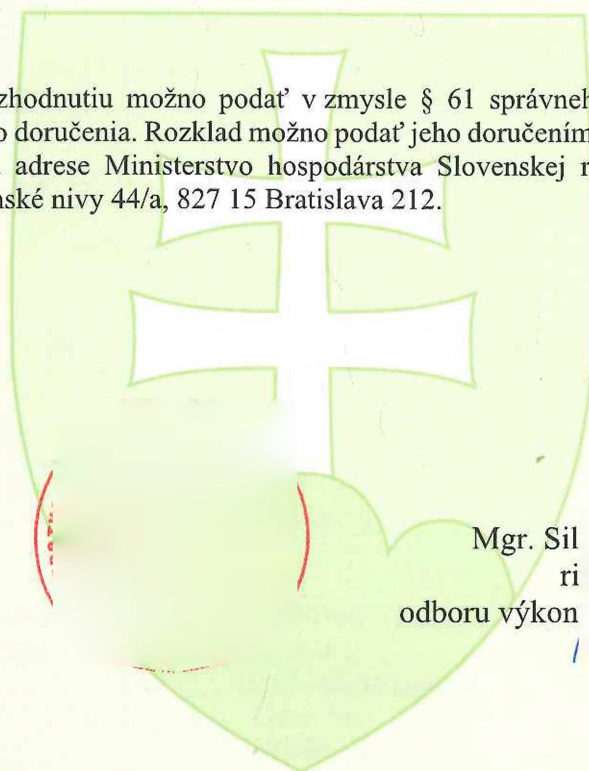 zhodnutiu možno podať v zmysle § 61 správneh
o doručenia. Rozklad možno podať jeho doručením
adrese Ministerstvo hospodárstva Slovenskej r
nské nivy 44/a, 827 15 Bratislava 212.
Mgr. Sil
ri
odboru výkon